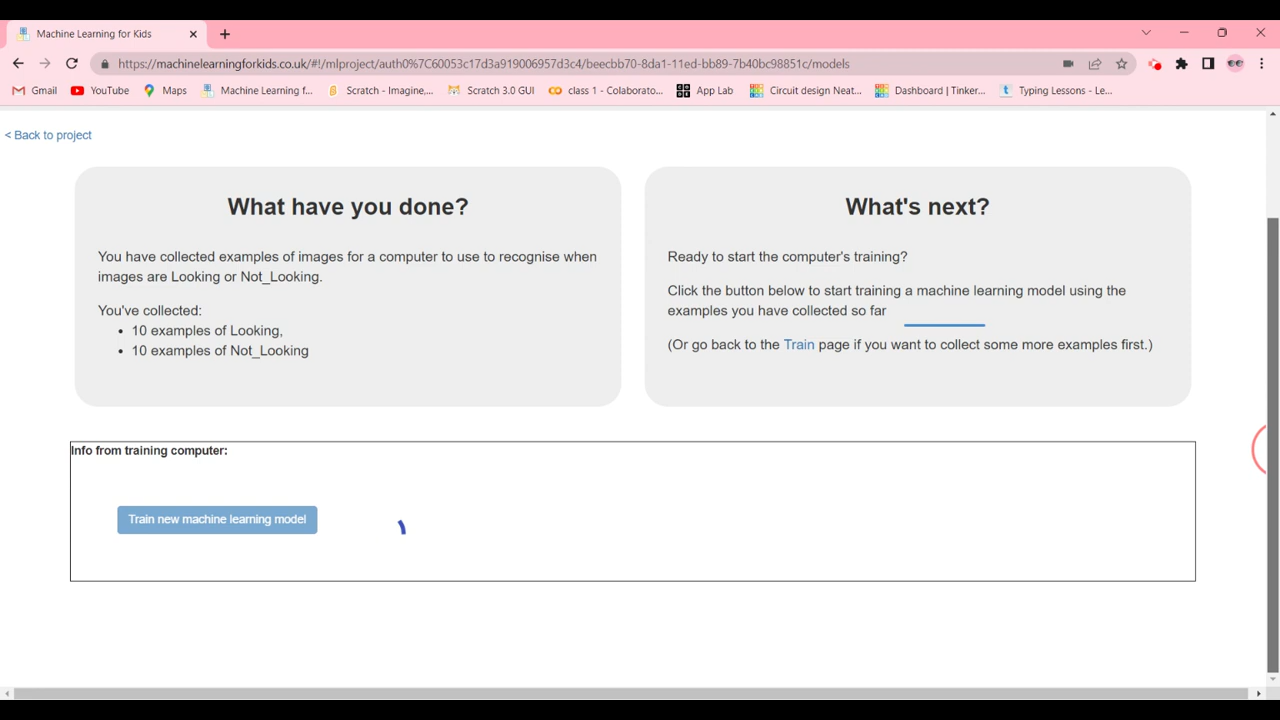 Machine Learning for Kids
https://machinelearningforkids.co.uk/#!/mlproject/auth0%7C60053c17d3a919006957d3c4/beecbb70-8da1-11ed-bb89-7b40bc98851c/models
Gmail YouTube Maps Machine Learning f... Scratch - Imagine,... Scratch 3.0 GUI class 1 - Colaborato... App Lab Circuit design Neat... Dashboard | Tinker... Typing Lessons - Le...
< Back to project
What have you done?
You have collected examples of images for a computer to use to recognise when
images are Looking or Not_Looking.
You've collected:
• 10 examples of Looking,
• 10 examples of Not_Looking
What's next?
Ready to start the computer's training?
Click the button below to start training a machine learning model using the
examples you have collected so far
(Or go back to the Train page if you want to collect some more examples first.)
Info from training computer:
Train new machine learning model